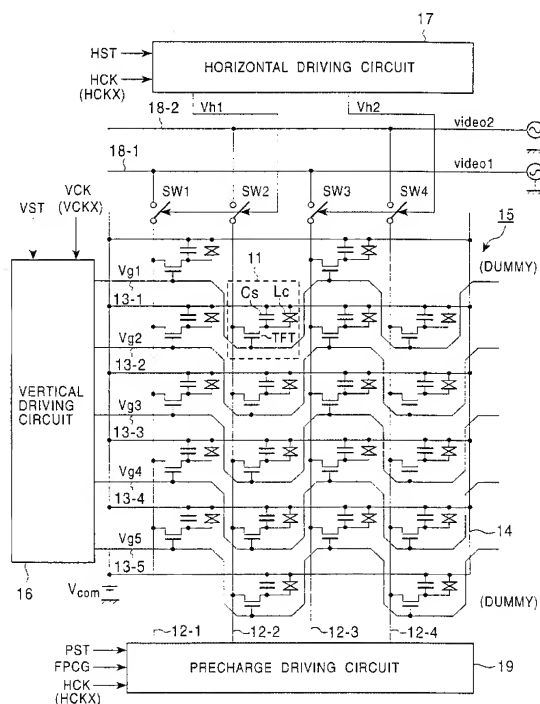 17
HST
HORIZONTAL DRIVING CIRCUIT
HCK
(HCKX)
Vh1
Vh2
18-2
video2
18-1
video1
VCK
(VCKX)
VST
SW1
SW2
SW3
SW4
15
(DUMMY)
Vg1
11
13-1
Cs
Lc
TFT
Vg2
13-2
VERTICAL
DRIVING
CIRCUIT
Vg3
13-3
Vg4
13-4
14
Vg5
13-5
16
Vcom
(DUMMY)
12-1
12-2
12-3
12-4
PST
FPCG
PRECHARGE DRIVING CIRCUIT
19
HCK
(HCKX)